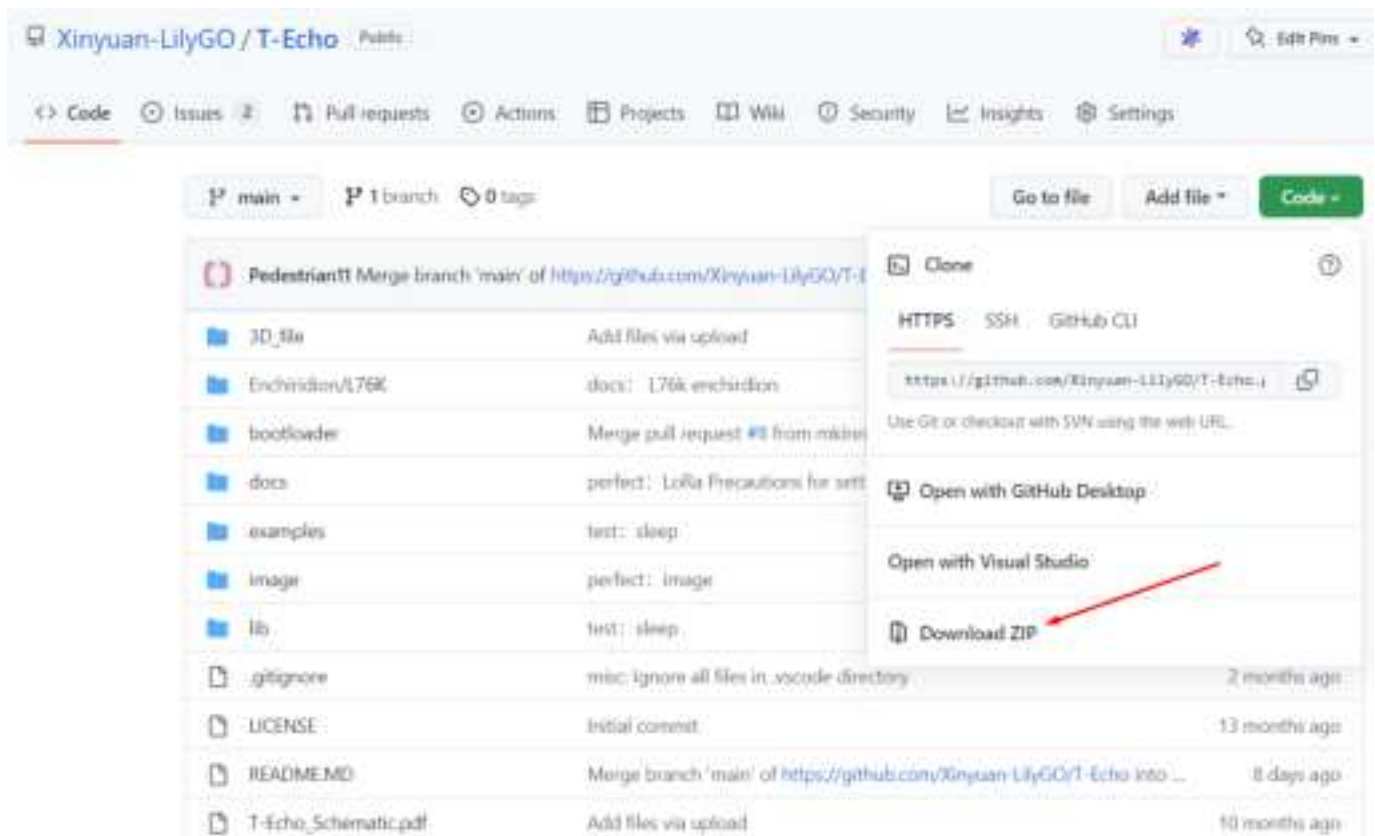 Xinyuan-LilyGO / T-Echo Public
Edit Pins
<> Code Issues 2 Pull requests Actions Projects Wiki Security Insights Settings
main 1 branch 0 tags Go to file Add file Code
Pedestrian11 Merge branch 'main' of https://github.com/Xinyuan-LilyGO/T-E
3D_file Add files via upload
Enchiridion/L76K docs: L76k enchirdion
bootloader Merge pull request #8 from
docs perfect: LoRa Precautions for sett
examples test: sleep
image perfect: image
lib test: sleep
.gitignore misc: Ignore all files in .vscode directory 2 months ago
LICENSE Initial commit 13 months ago
README.MD Merge branch 'main' of https://github.com/Xinyuan-LilyGO/T-Echo into ... 8 days ago
T-Echo_Schematic.pdf Add files via upload 10 months ago
Clone
HTTPS SSH GitHub CLI
https://github.com/Xinyuan-LilyGO/T-Echo.g
Use Git or checkout with SVN using the web URL.
Open with GitHub Desktop
Open with Visual Studio
Download ZIP